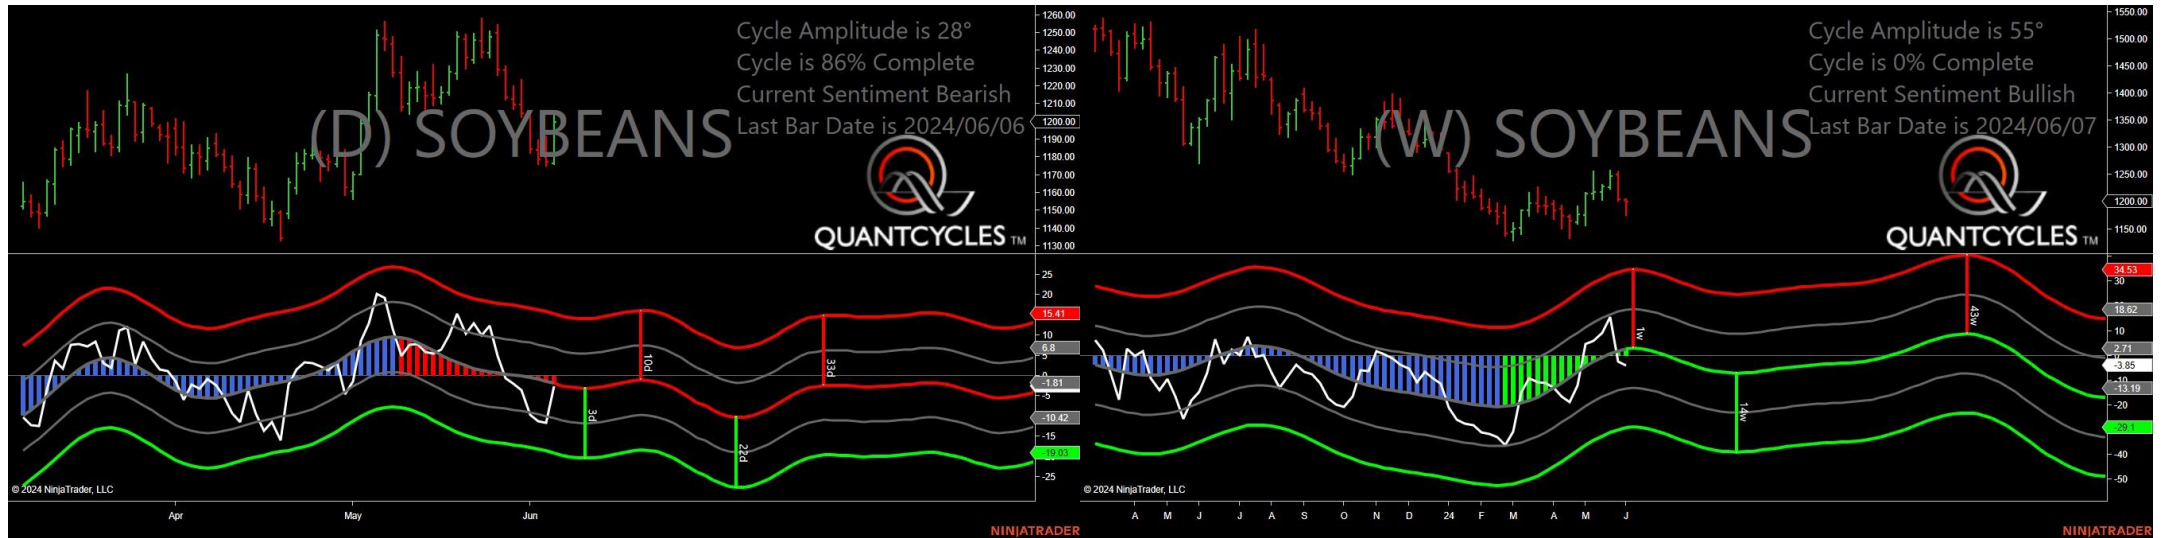 Cycle Amplitude is 28°
Cycle is 86% Complete
Current Sentiment Bearish
Last Bar Date is 2024/06/06
(D) SOYBEANS
QUANTCYCLES TM
1260.00
1250.00
1240.00
1230.00
1220.00
1210.00
1200.00
1190.00
1180.00
1170.00
1160.00
1150.00
1140.00
1130.00
25
20
15.41
10
6.8
5
0
-1.81
-5
-10.42
-15
-19.03
-25
10d
33d
3d
22d
© 2024 NinjaTrader, LLC
Apr May Jun
NINJATRADER
Cycle Amplitude is 55°
Cycle is 0% Complete
Current Sentiment Bullish
Last Bar Date is 2024/06/07
(W) SOYBEANS
QUANTCYCLES TM
1550.00
1500.00
1450.00
1400.00
1350.00
1300.00
1250.00
1200.00
1150.00
34.53
30
18.62
10
2.71
-3.85
-10
-13.19
-20
-29.1
-40
-50
1w
43w
14w
© 2024 NinjaTrader, LLC
A M J J A S O N D 24 F M A M J
NINJATRADER